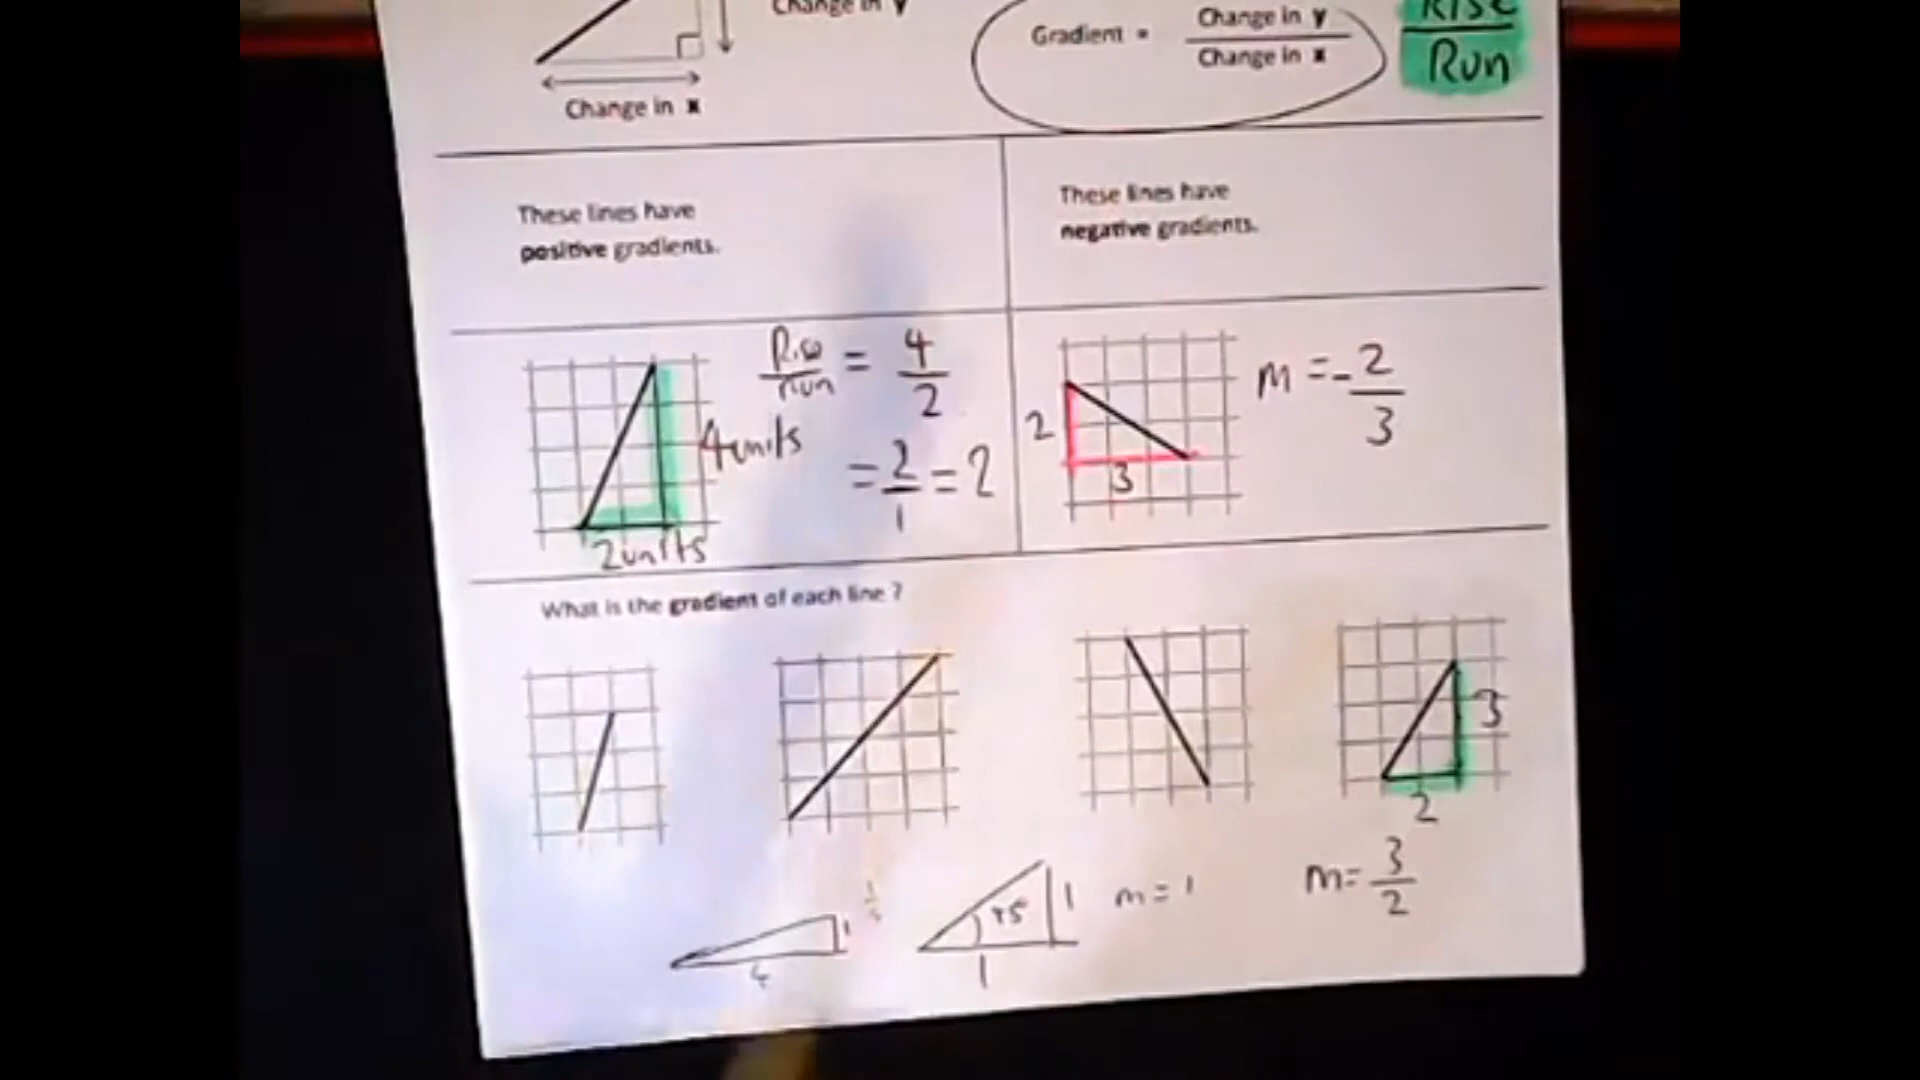 Change in y
Change in x
Gradient = Change in y
Change in x
Rise
Run
These lines have
positive gradients.
These lines have
negative gradients.
Rise
run
= 4
2
= 2
1
= 2
4units
2units
2
3
m = - 2
3
What is the gradient of each line ?
3
2
m = 3
2
1
4
45
1
1
m = 1